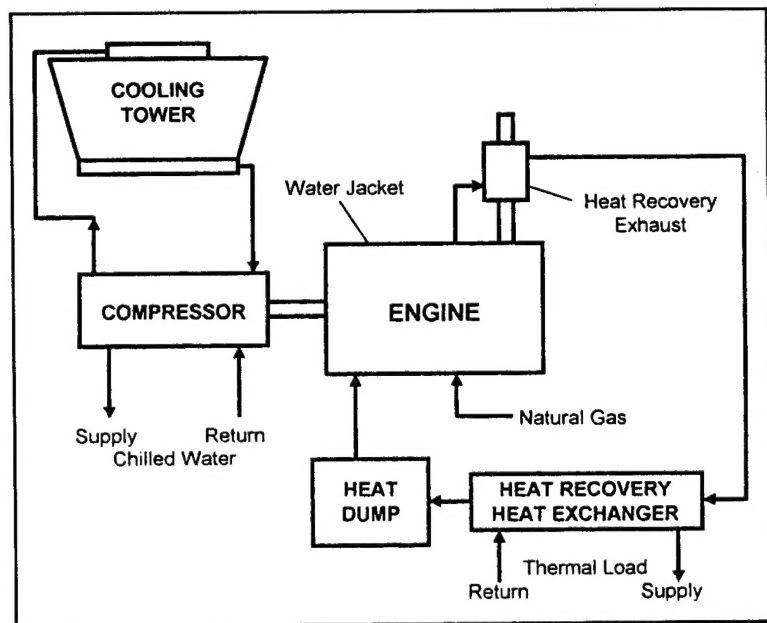 COOLING
TOWER
Water Jacket
Heat Recovery
Exhaust
COMPRESSOR
ENGINE
Supply
Return
Chilled Water
Natural Gas
HEAT
DUMP
HEAT RECOVERY
HEAT EXCHANGER
Thermal Load
Return
Supply